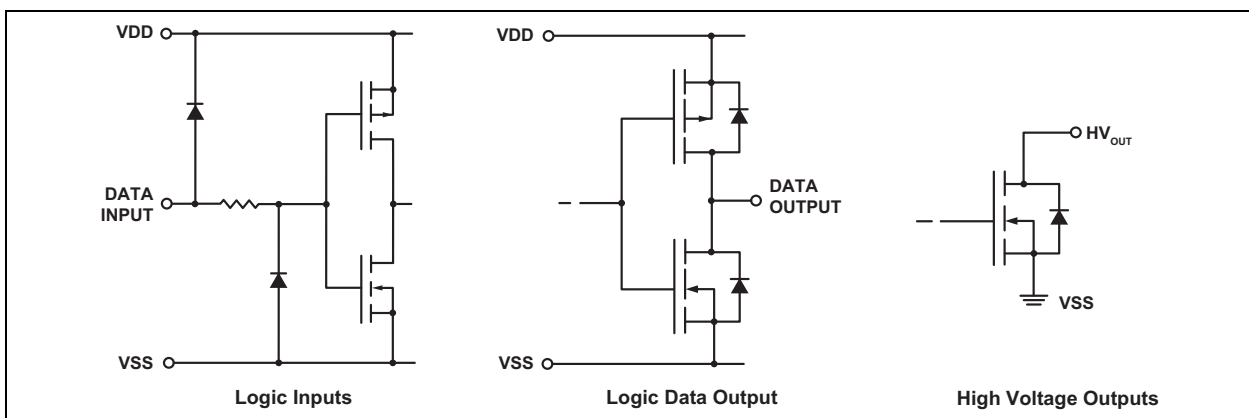 VDD
DATA
INPUT
VSS
Logic Inputs
VDD
DATA
OUTPUT
VSS
Logic Data Output
HVOUT
VSS
High Voltage Outputs